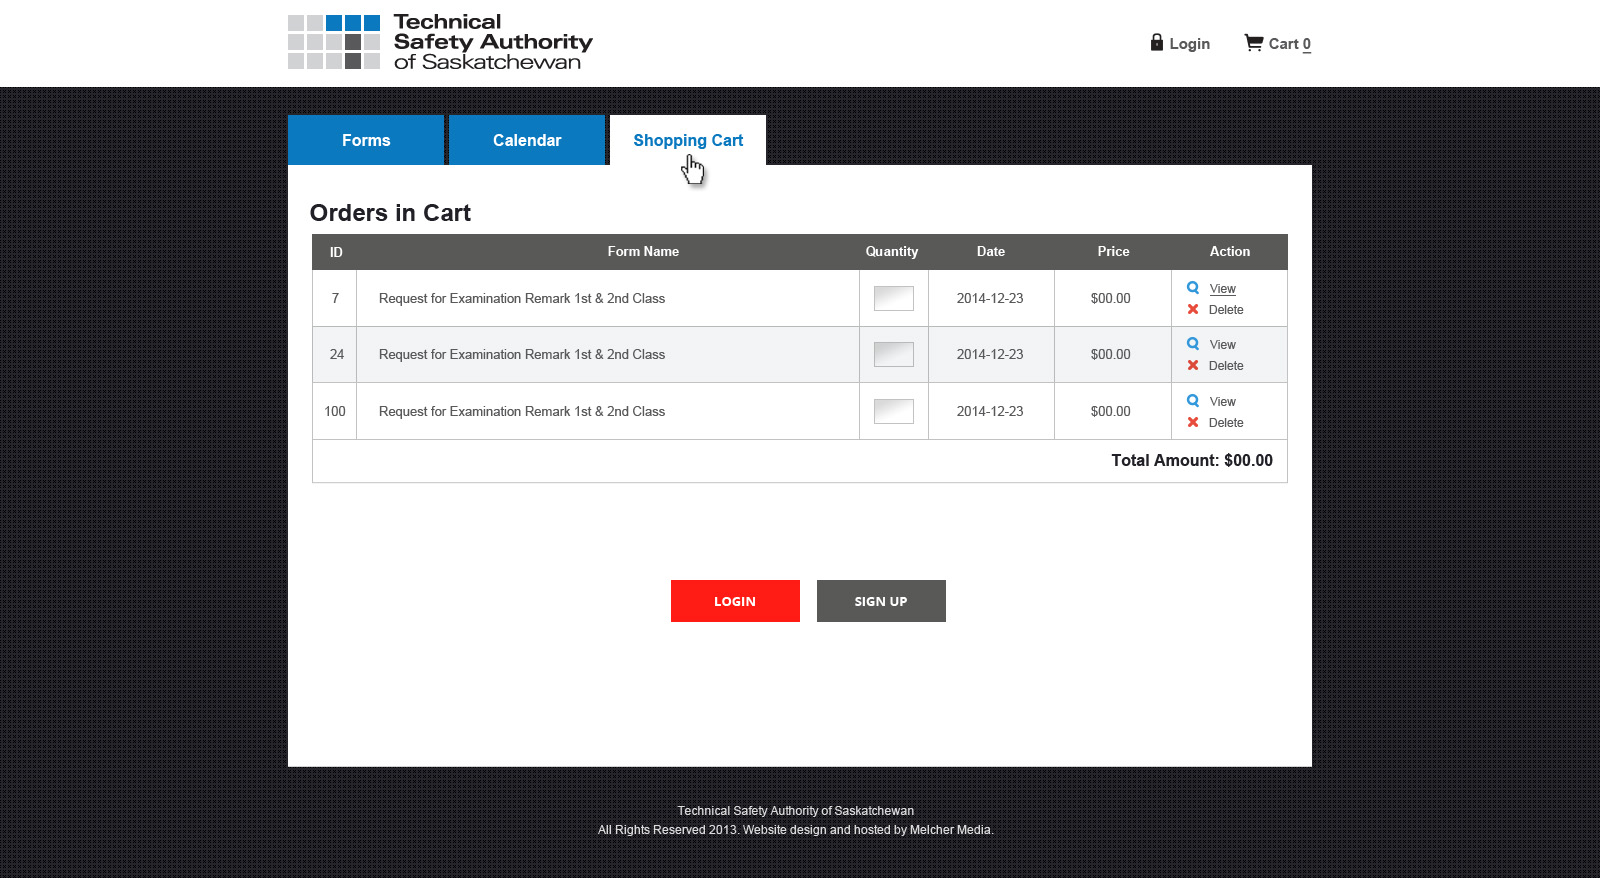 Technical
Safety Authority
of Saskatchewan
Login Cart 0
Forms Calendar Shopping Cart
Orders in Cart
ID Form Name Quantity Date Price Action
7 Request for Examination Remark 1st & 2nd Class 2014-12-23 $00.00 View
Delete
24 Request for Examination Remark 1st & 2nd Class 2014-12-23 $00.00 View
Delete
100 Request for Examination Remark 1st & 2nd Class 2014-12-23 $00.00 View
Delete
Total Amount: $00.00
LOGIN SIGN UP
Technical Safety Authority of Saskatchewan
All Rights Reserved 2013. Website design and hosted by Melcher Media.